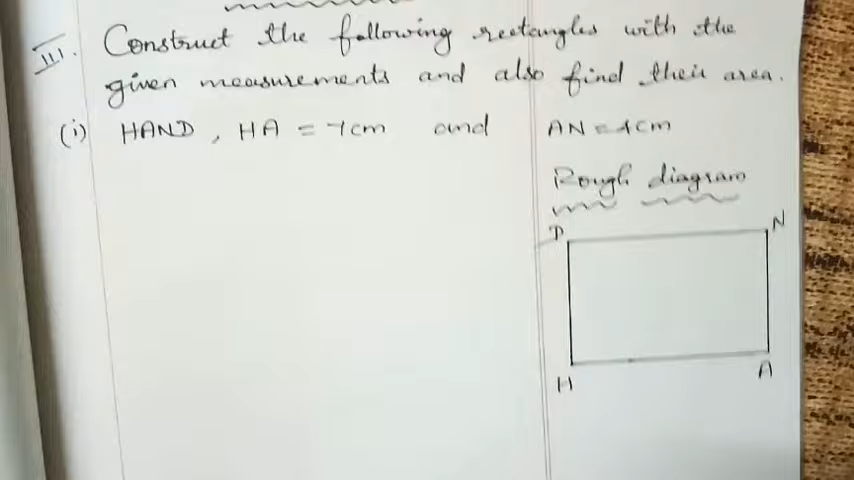 III. Construct the following rectangles with the
given measurements and also find their area.
(i) HAND, HA = 7cm and AN = 4cm
Rough diagram
D N
H A